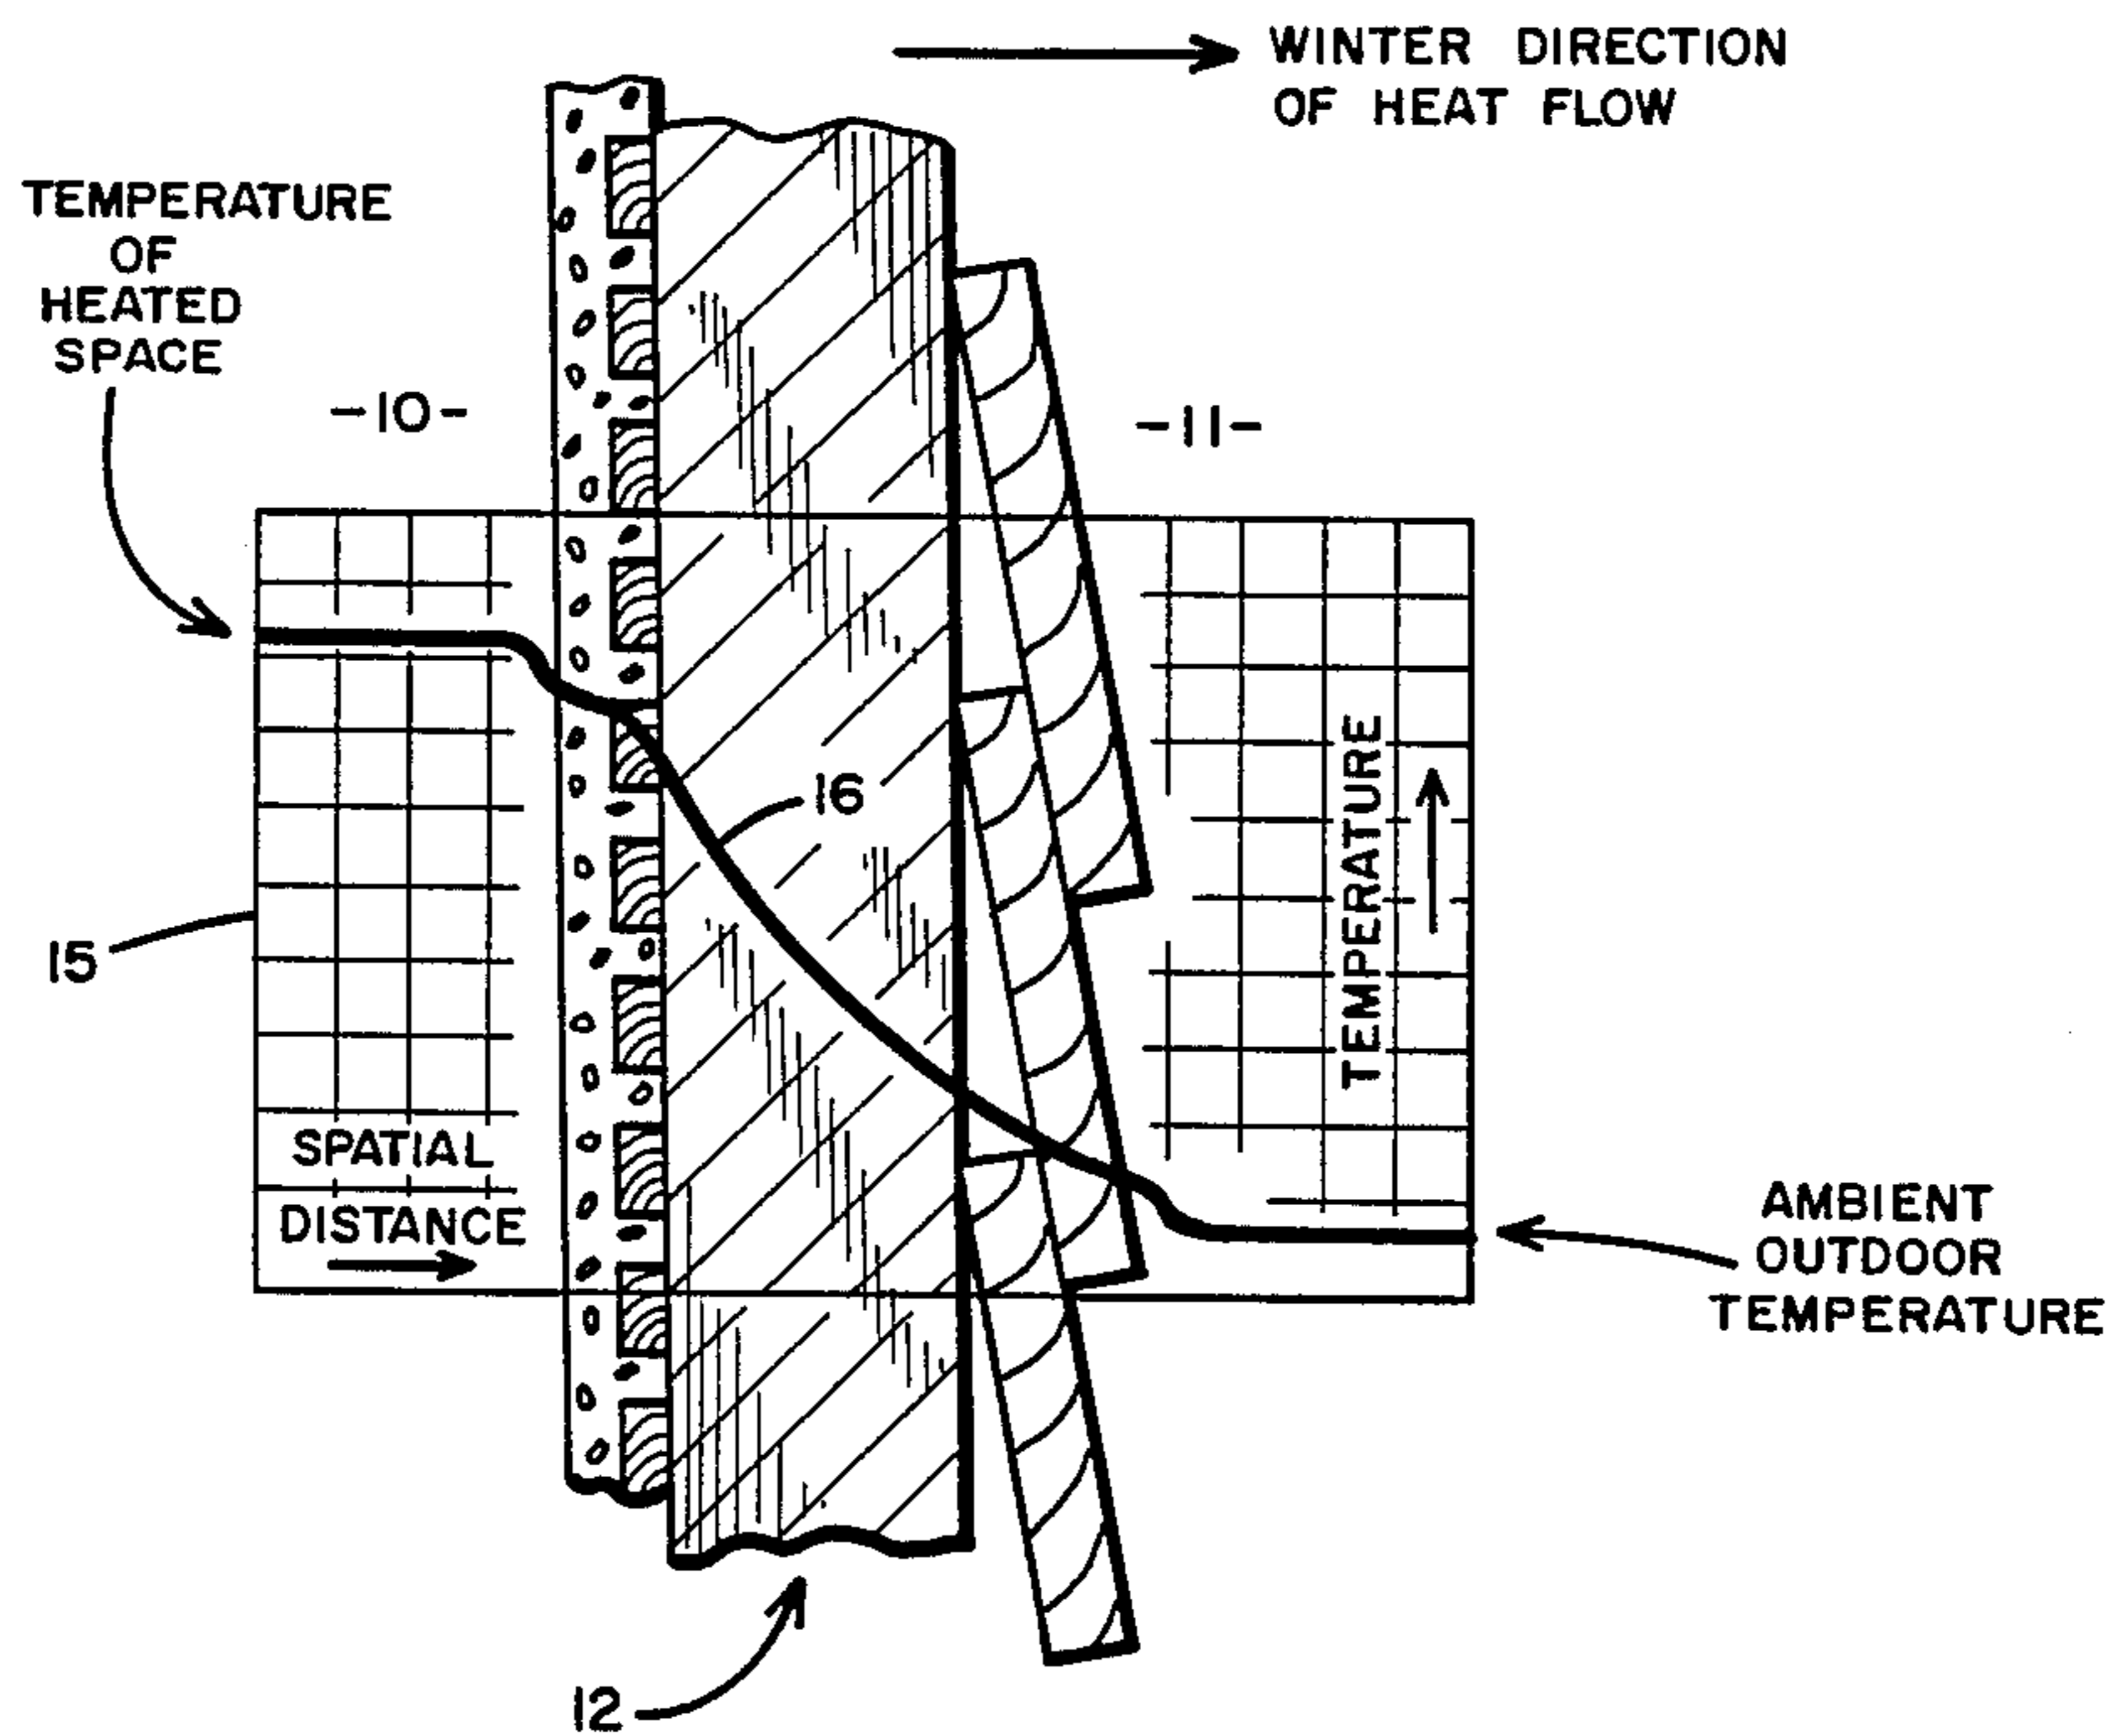 WINTER DIRECTION
OF HEAT FLOW
TEMPERATURE
OF
HEATED
SPACE
-10-
-11-
16
15
TEMPERATURE
SPATIAL
DISTANCE
AMBIENT
OUTDOOR
TEMPERATURE
12